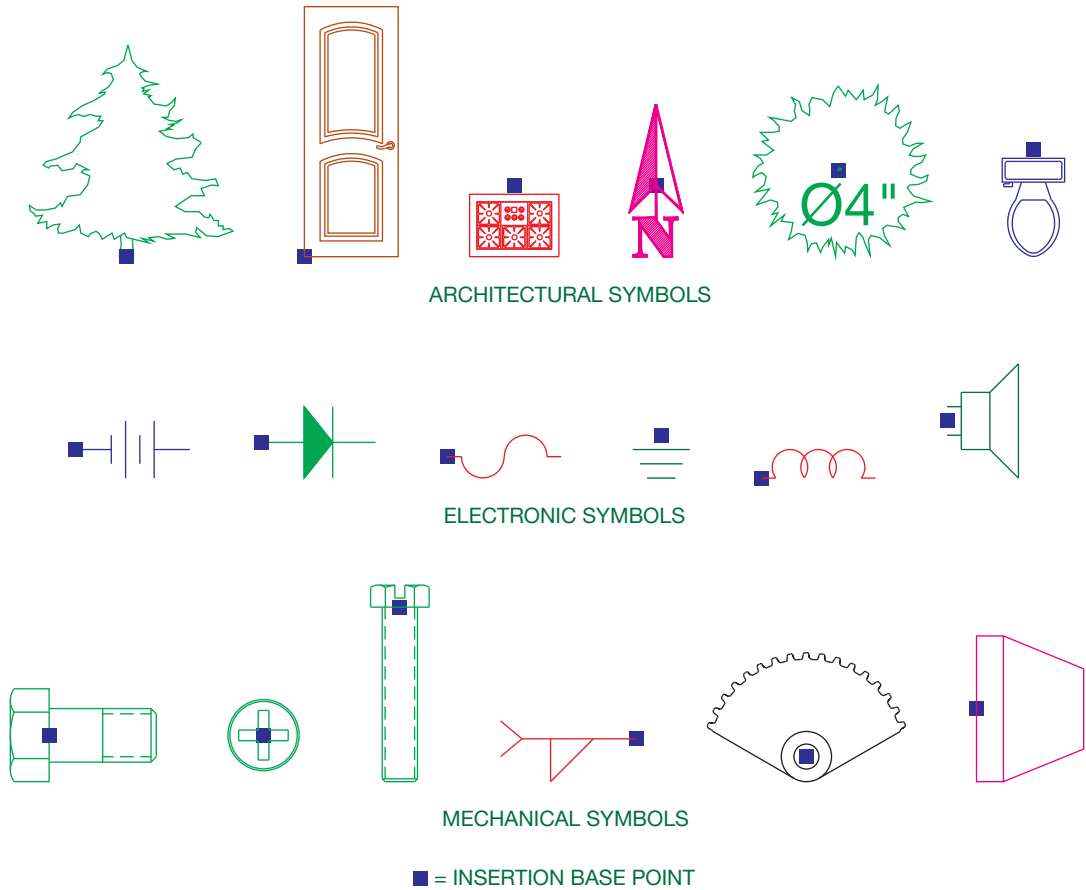 N
Ø4"
ARCHITECTURAL SYMBOLS
ELECTRONIC SYMBOLS
MECHANICAL SYMBOLS
= INSERTION BASE POINT